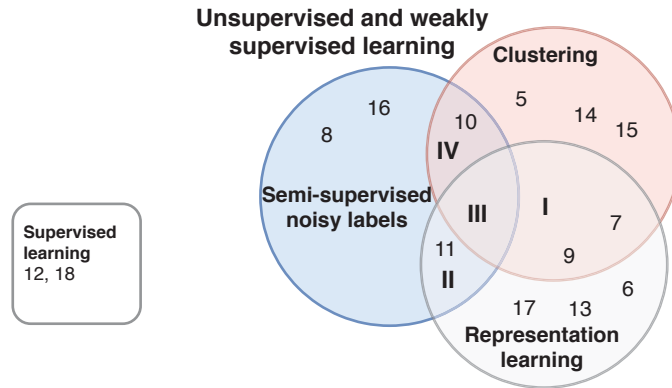 Unsupervised and weakly
supervised learning
Clustering
5
14
15
16
8
10
IV
Semi-supervised
noisy labels
III
I
7
9
11
II
6
17
13
Representation
learning
Supervised
learning
12, 18